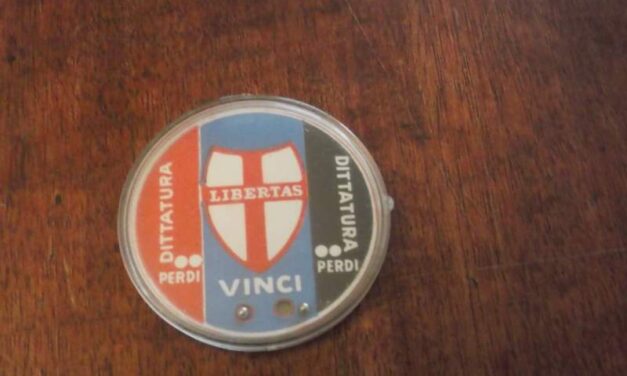 DITTATURA
PERDI
LIBERTAS
VINCI
DITTATURA
PERDI